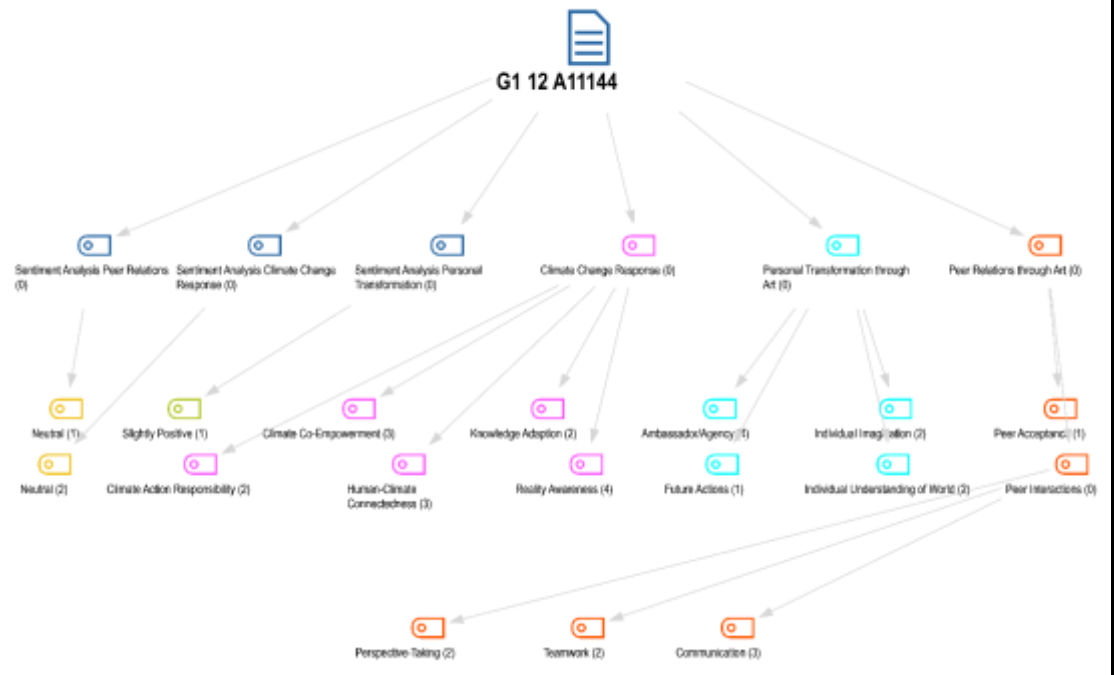 G1 12 A11144
Sentiment Analysis Peer Relations
(0)
Sentiment Analysis Climate Change
Response (0)
Sentiment Analysis Personal
Transformation (0)
Climate Change Response (0)
Personal Transformation through
Art (0)
Peer Relations through Art (0)
Neutral (1)
Slightly Positive (1)
Climate Co-Empowerment (3)
Knowledge Adaption (2)
Ambassador/Agency
Individual Imagination (2)
Peer Acceptance (1)
Neutral (2)
Climate Action Responsibility (2)
Human-Climate
Connectedness (3)
Reality Awareness (4)
Future Actions (1)
Individual Understanding of World (2)
Peer Interactions (0)
Perspective-Taking (2)
Teamwork (2)
Communication (3)